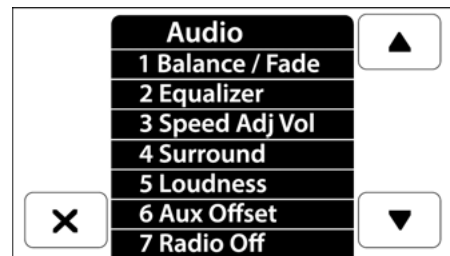 Audio
1 Balance / Fade
2 Equalizer
3 Speed Adj Vol
4 Surround
5 Loudness
6 Aux Offset
7 Radio Off